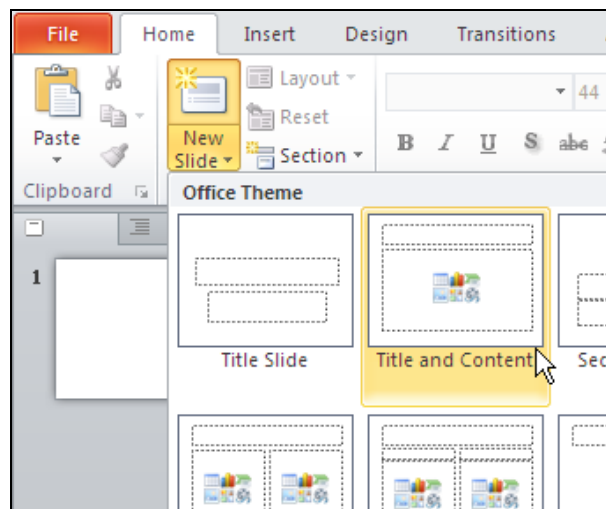 File Home Insert Design Transitions
Layout
44
Reset
Paste New
Slide Section B I U S abc
Clipboard Office Theme
1
Title Slide Title and Content Sec